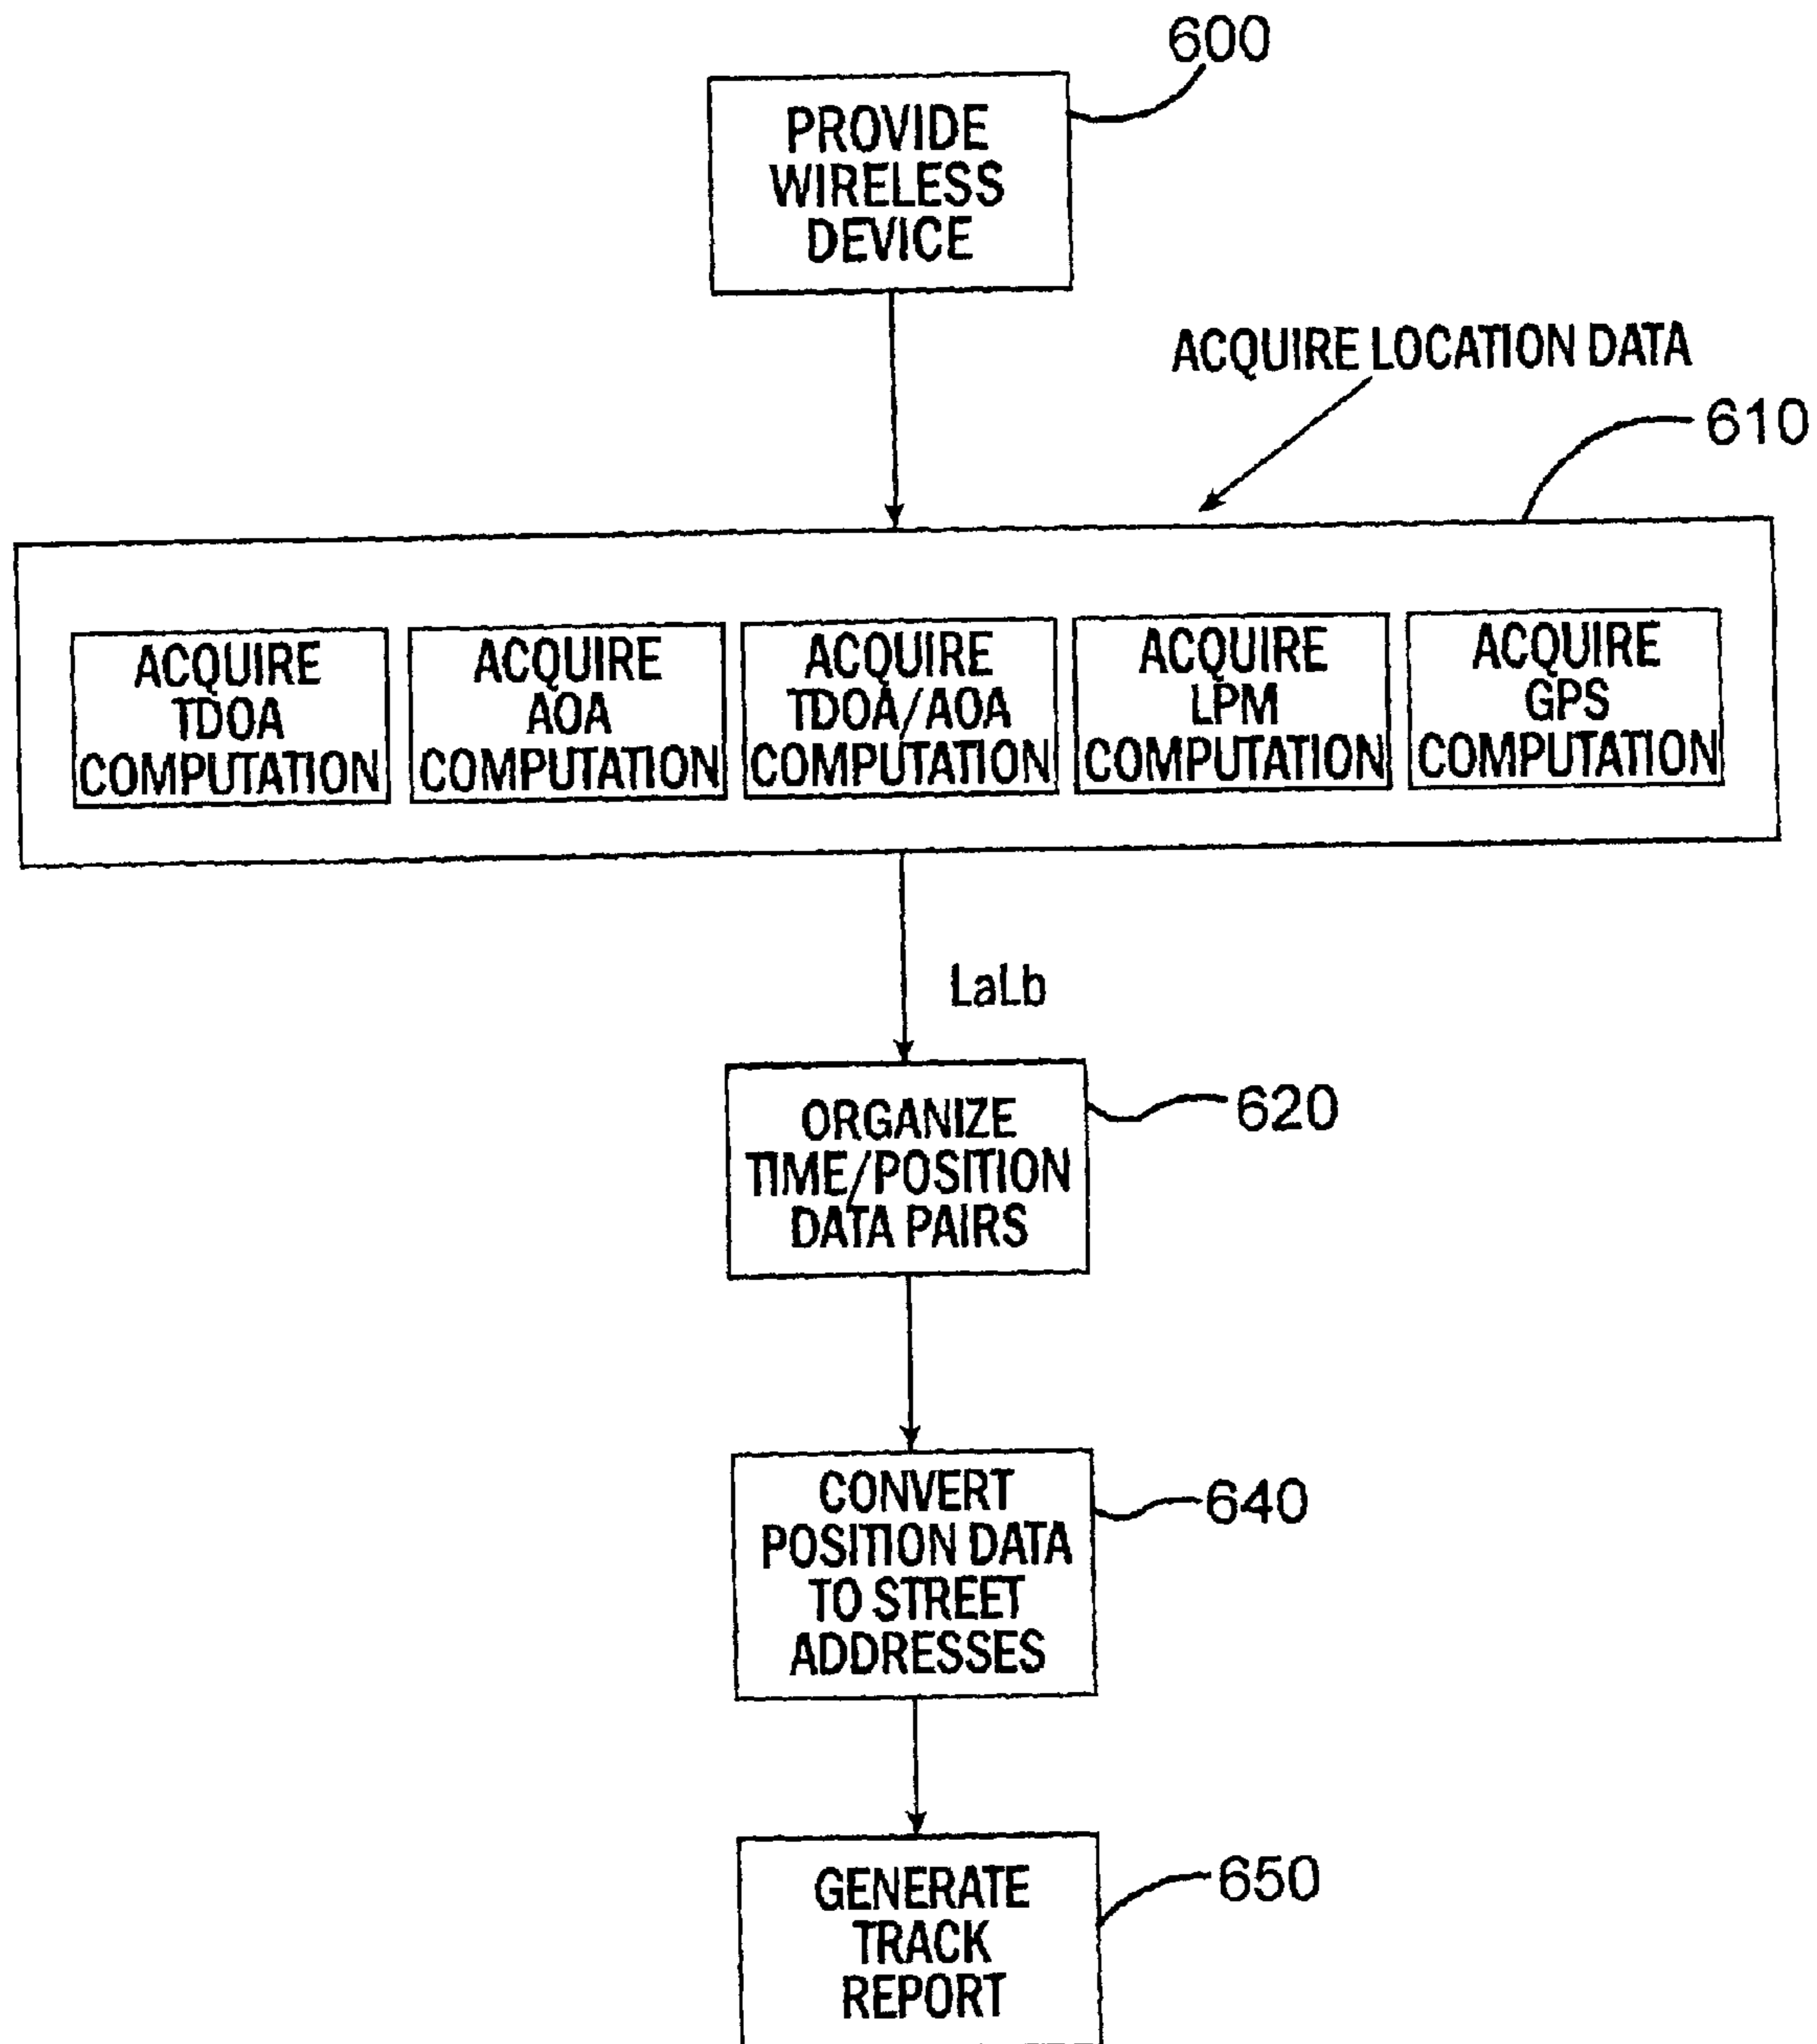 600
PROVIDE
WIRELESS
DEVICE
ACQUIRE LOCATION DATA
610
ACQUIRE
TDOA
COMPUTATION
ACQUIRE
AOA
COMPUTATION
ACQUIRE
TDOA/AOA
COMPUTATION
ACQUIRE
LPM
COMPUTATION
ACQUIRE
GPS
COMPUTATION
LaLb
ORGANIZE
TIME/POSITION
DATA PAIRS
620
CONVERT
POSITION DATA
TO STREET
ADDRESSES
640
GENERATE
TRACK
REPORT
650